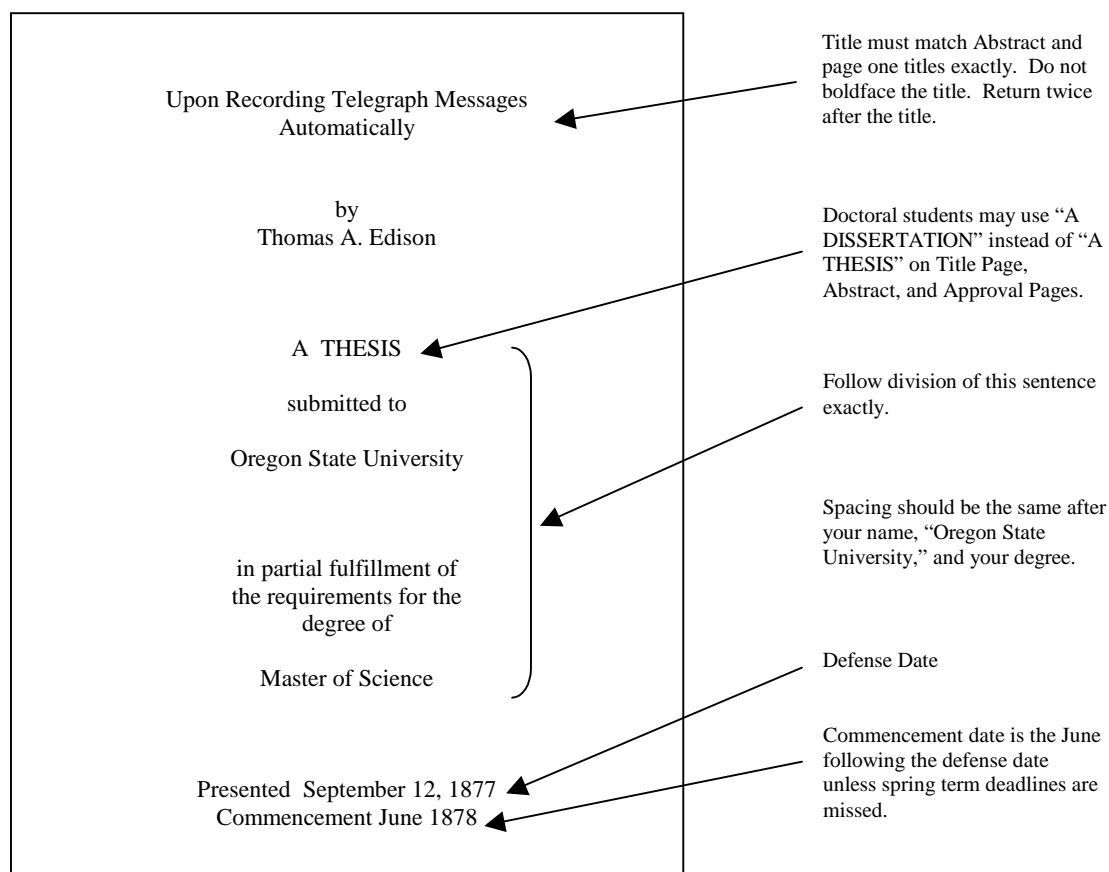 Upon Recording Telegraph Messages
Automatically
by
Thomas A. Edison
A THESIS
submitted to
Oregon State University
in partial fulfillment of
the requirements for the
degree of
Master of Science
Presented September 12, 1877
Commencement June 1878
Title must match Abstract and
page one titles exactly. Do not
boldface the title. Return twice
after the title.
Doctoral students may use “A
DISSERTATION” instead of “A
THESIS” on Title Page,
Abstract, and Approval Pages.
Follow division of this sentence
exactly.
Spacing should be the same after
your name, “Oregon State
University,” and your degree.
Defense Date
Commencement date is the June
following the defense date
unless spring term deadlines are
missed.